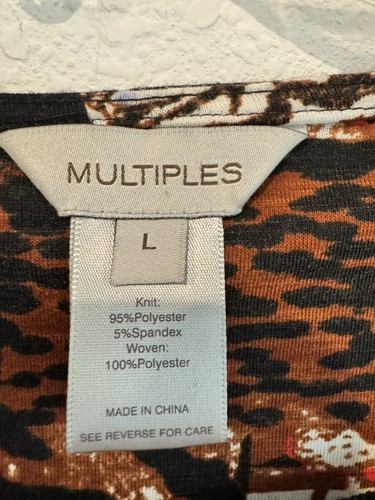 MULTIPLES
L
Knit:
95%Polyester
5%Spandex
Woven:
100%Polyester
MADE IN CHINA
SEE REVERSE FOR CARE